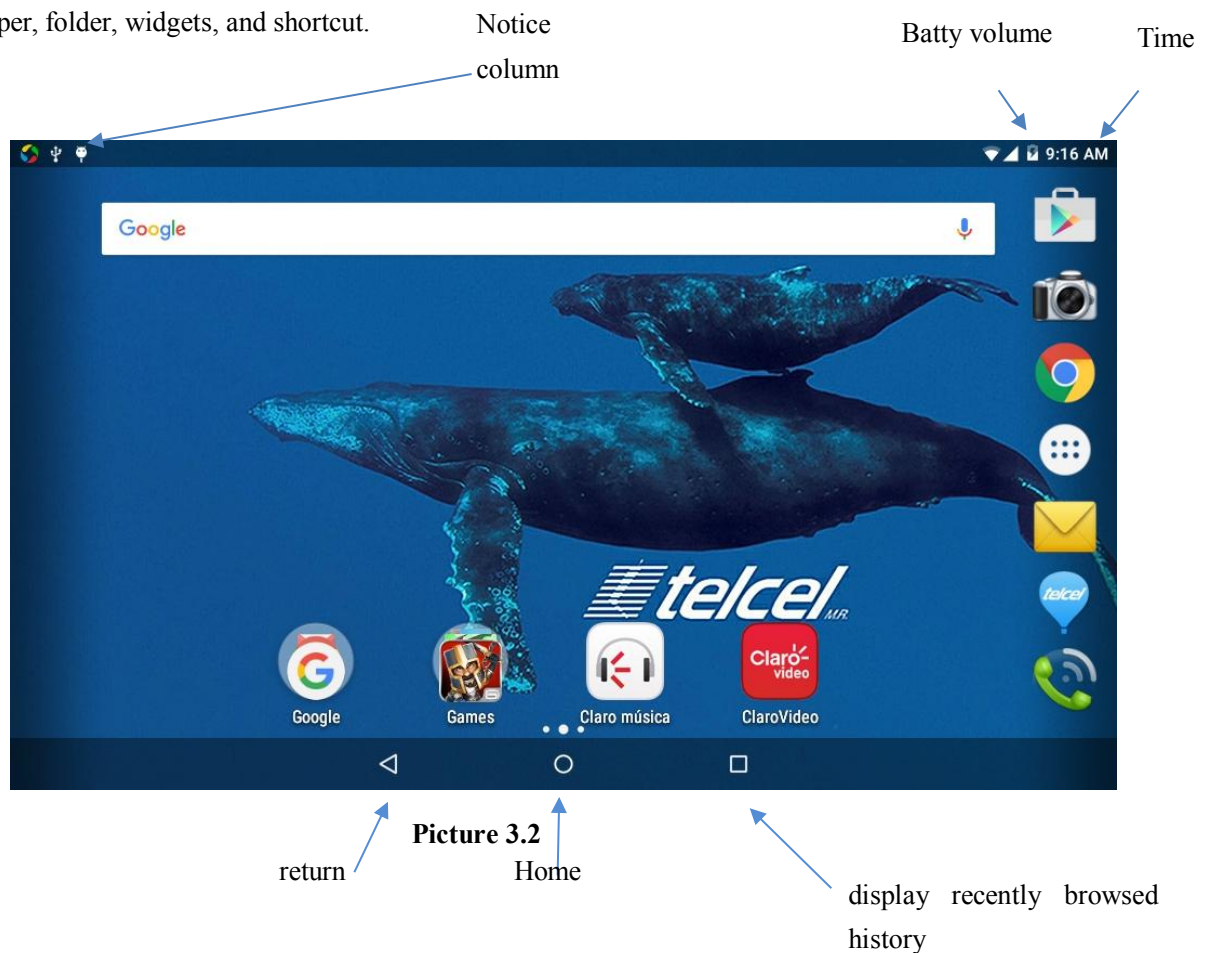 per, folder, widgets, and shortcut.
Notice
column
Batty volume
Time
9:16 AM
Google
telcel M.R.
telcel
Claro
video
Google
Games
Claro música
ClaroVideo
Picture 3.2
return
Home
display recently browsed
history